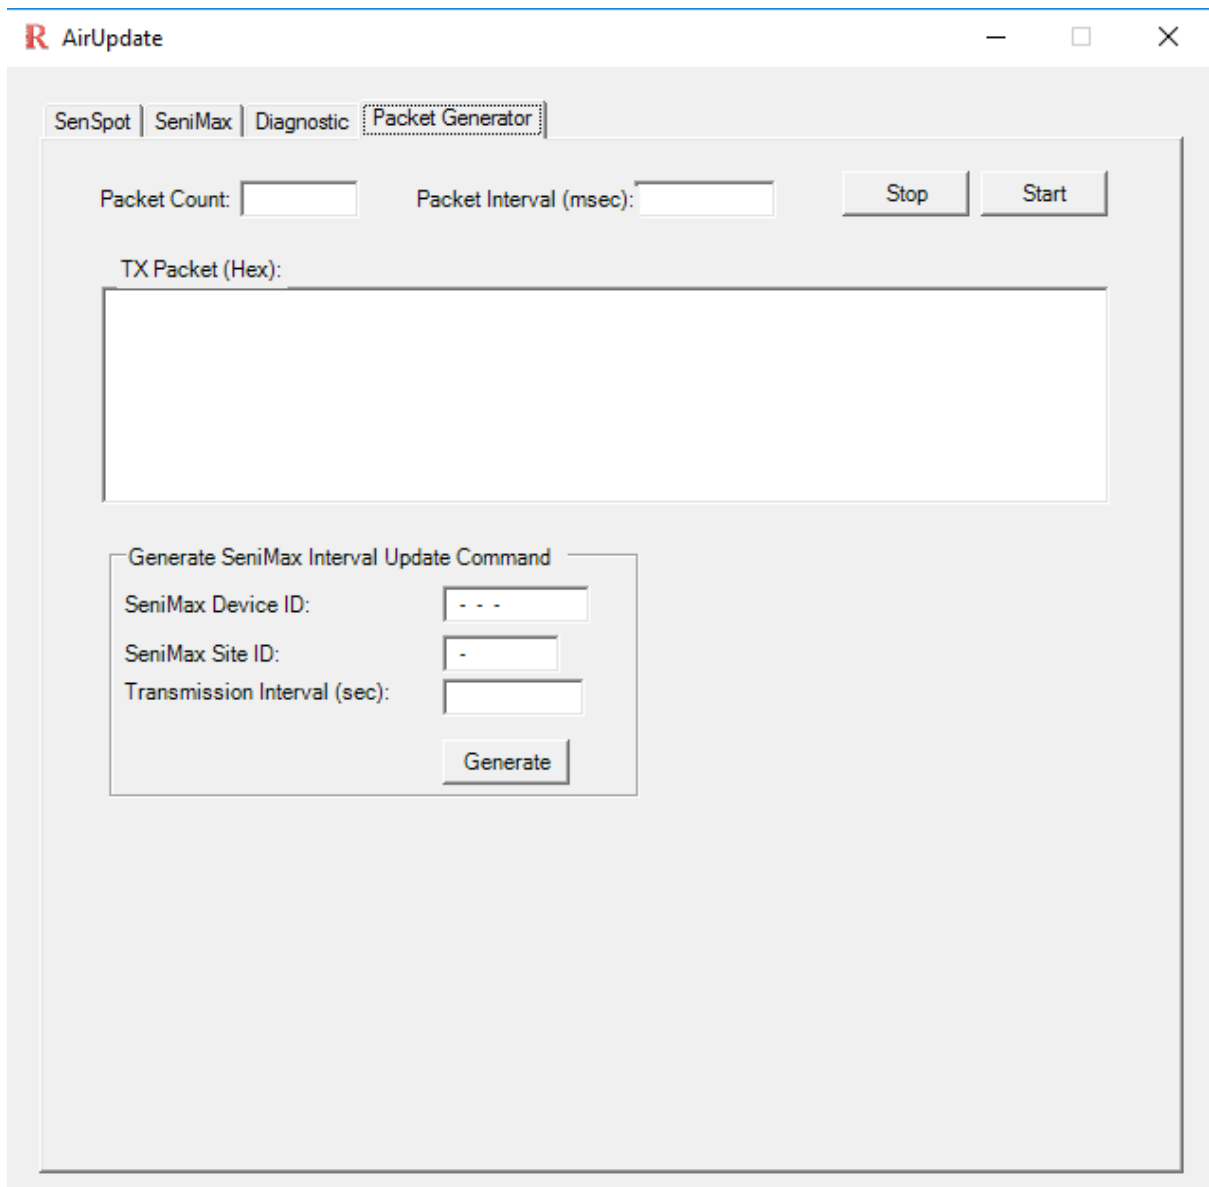 R AirUpdate
SenSpot SeniMax Diagnostic Packet Generator
Packet Count: Packet Interval (msec): Stop Start
TX Packet (Hex):
Generate SeniMax Interval Update Command
SeniMax Device ID: - - -
SeniMax Site ID: -
Transmission Interval (sec):
Generate